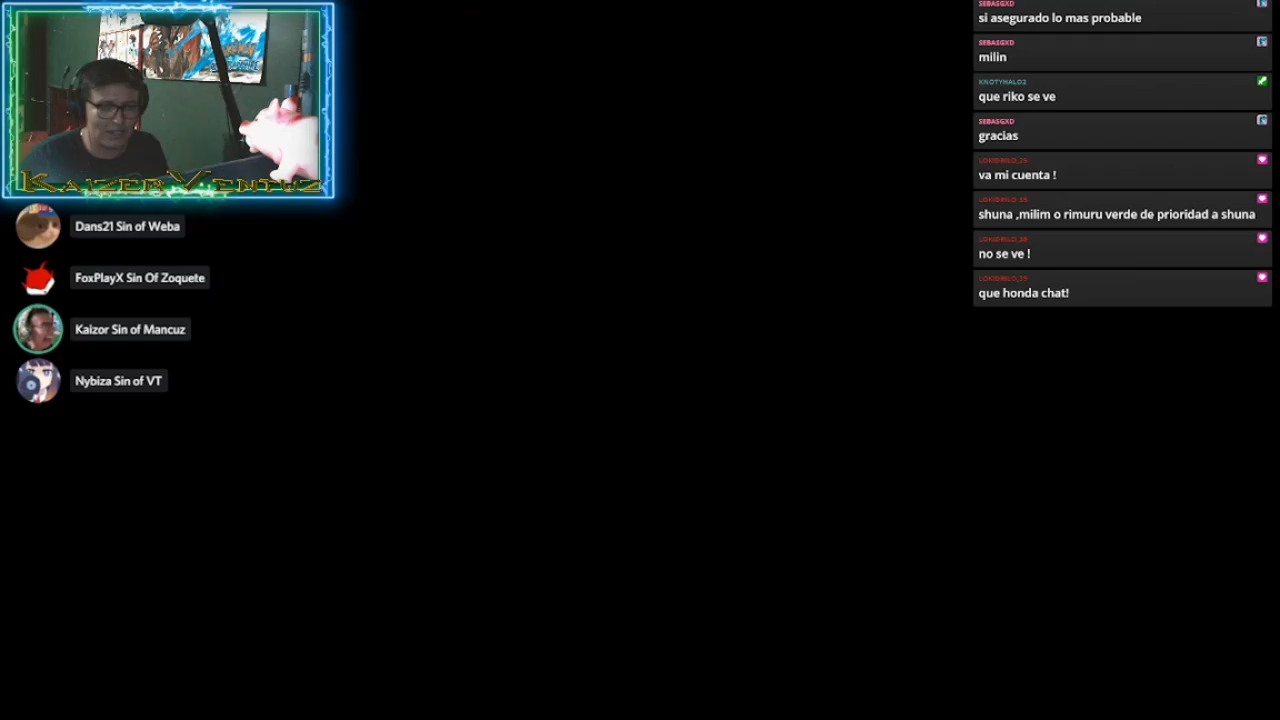 KaizerVentuz
Dans21 Sin of Weba
FoxPlayX Sin Of Zoquete
Kaizor Sin of Mancuz
Nybiza Sin of VT
SEBASGXD
si asegurado lo mas probable
SEBASGXD
milin
KNOTYHALO2
que riko se ve
SEBASGXD
gracias
va mi cuenta !
shuna ,milim o rimuru verde de prioridad a shuna
no se ve !
que honda chat!